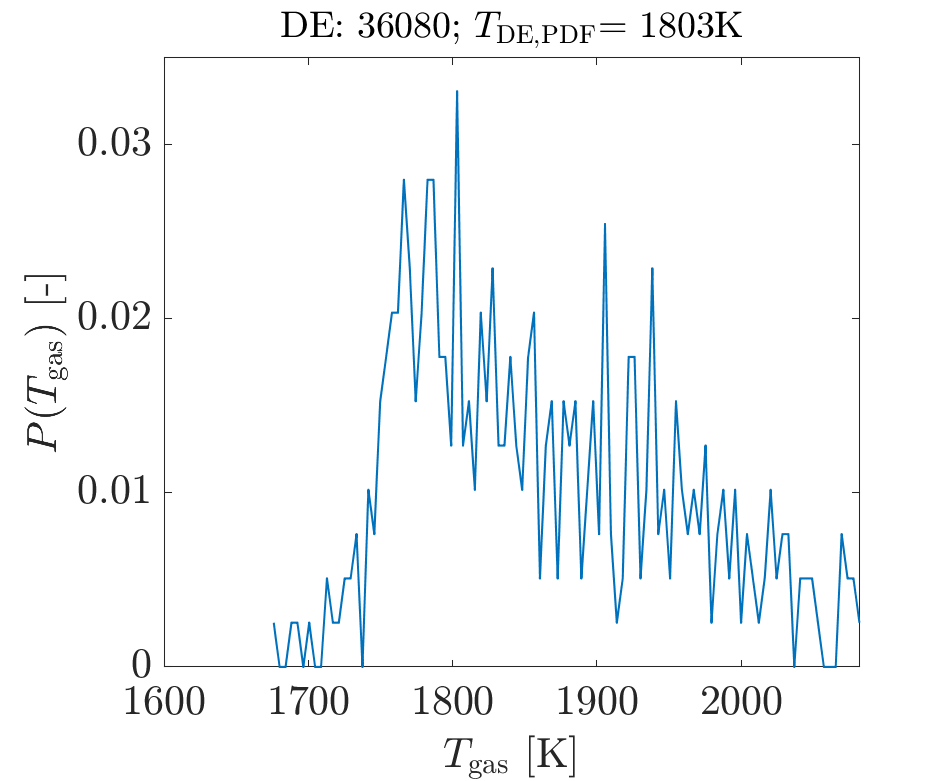 DE: 36080; T_DE,PDF= 1803K
P(T_gas) [-]
0.03
0.02
0.01
0
1600 1700 1800 1900 2000
T_gas [K]